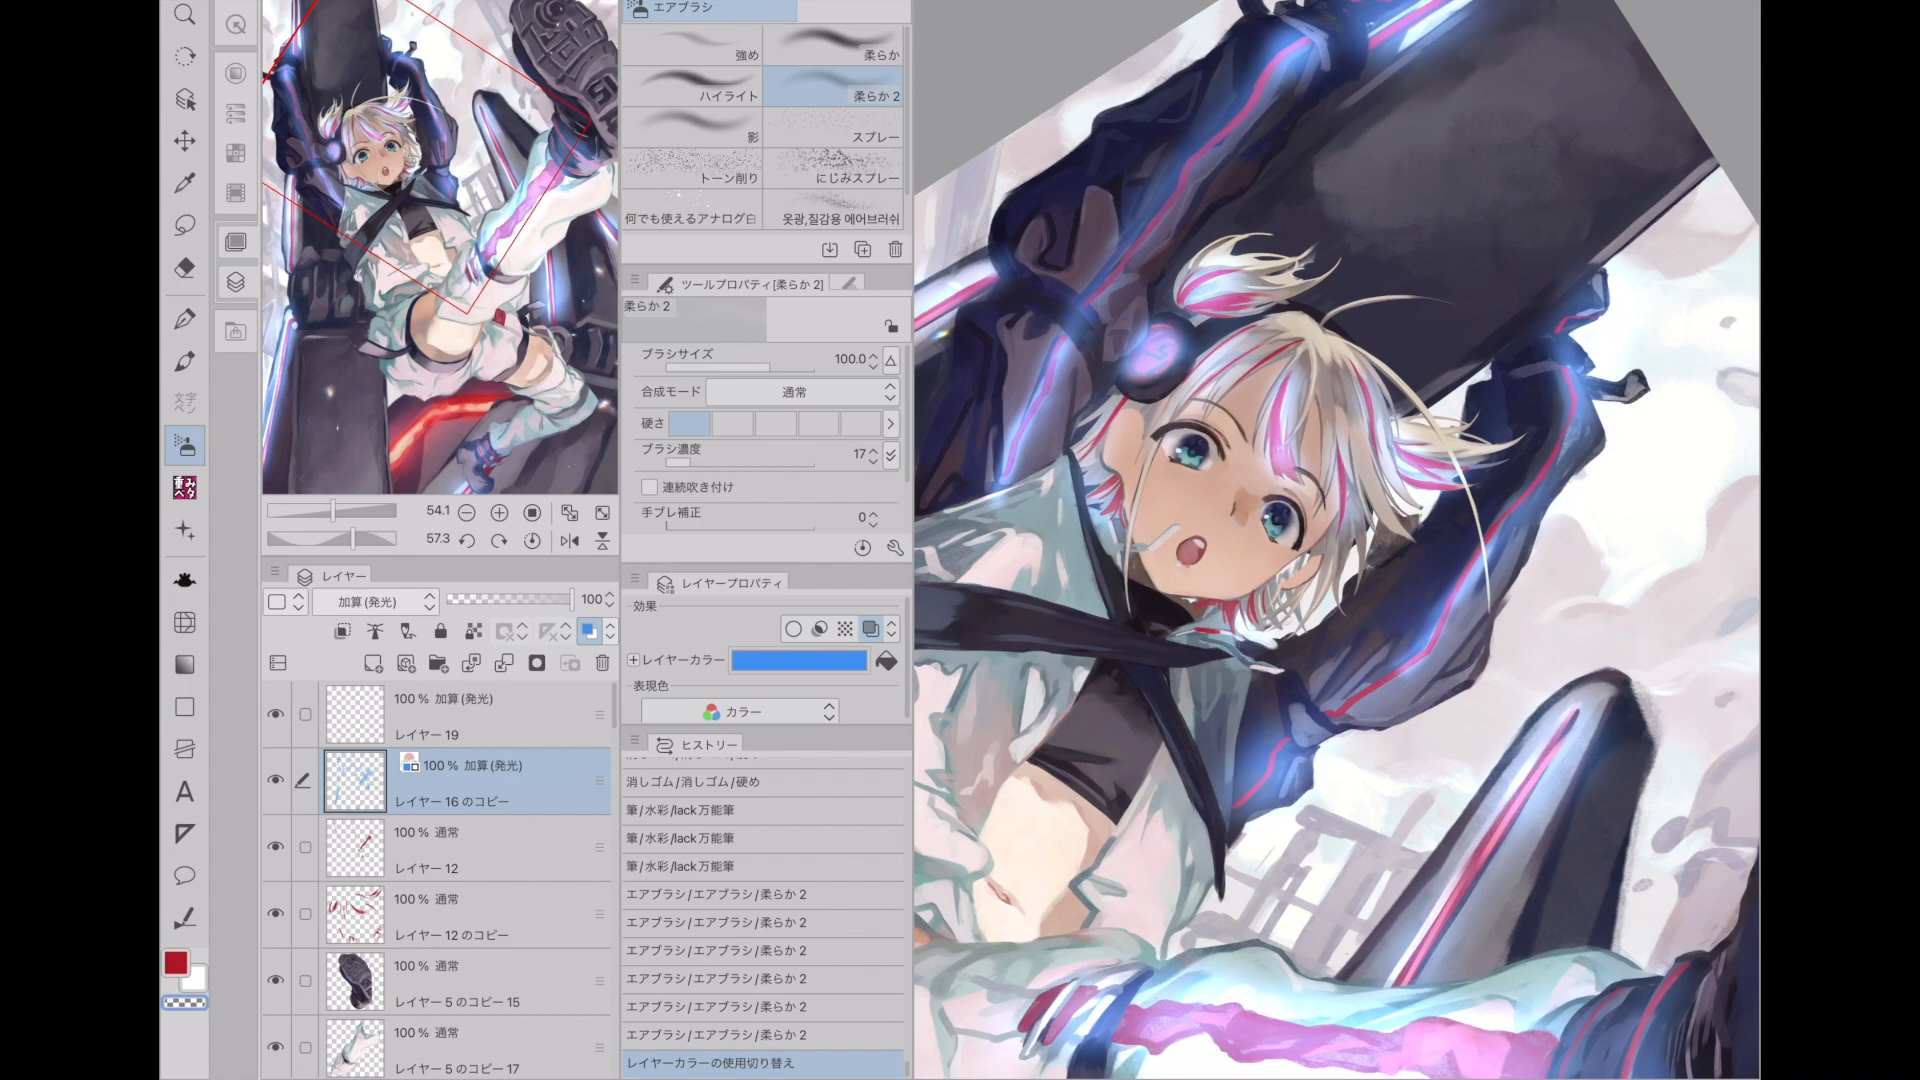 エアブラシ
強め
柔らか
ハイライト
柔らか 2
影
スプレー
トーン削り
にじみスプレー
何でも使えるアナログ白
옷광,질감용 에어브러쉬
ツールプロパティ[柔らか 2]
柔らか 2
ブラシサイズ
100.0
合成モード
通常
硬さ
ブラシ濃度
17
連続吹き付け
手ブレ補正
0
文字
ペン
54.1
57.3
レイヤー
加算(発光)
100
100 % 加算(発光)
レイヤー 19
100 % 加算(発光)
レイヤー 16 のコピー
100 % 通常
レイヤー 12
100 % 通常
レイヤー 12 のコピー
100 % 通常
レイヤー 5 のコピー 15
100 % 通常
レイヤー 5 のコピー 17
レイヤープロパティ
効果
レイヤーカラー
表現色
カラー
ヒストリー
消しゴム/消しゴム/硬め
筆/水彩/lack万能筆
筆/水彩/lack万能筆
筆/水彩/lack万能筆
エアブラシ/エアブラシ/柔らか 2
エアブラシ/エアブラシ/柔らか 2
エアブラシ/エアブラシ/柔らか 2
エアブラシ/エアブラシ/柔らか 2
エアブラシ/エアブラシ/柔らか 2
エアブラシ/エアブラシ/柔らか 2
レイヤーカラーの使用切り替え